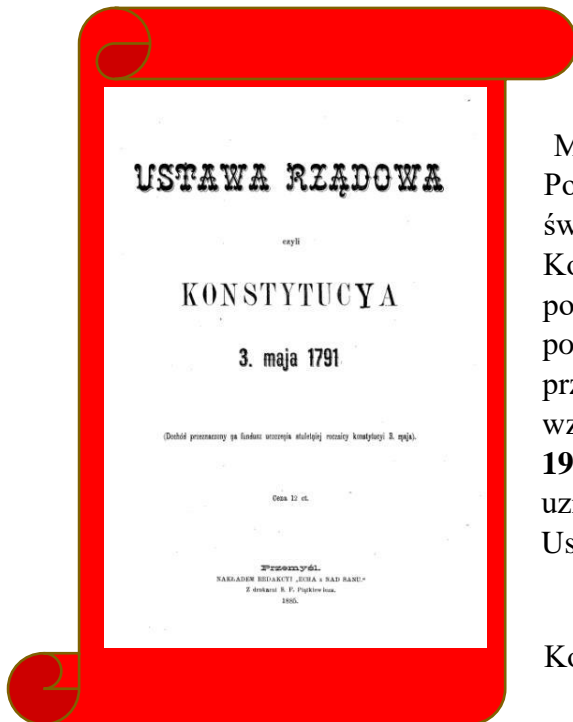 USTAWA RZĄDOWA
czyli
KONSTYTUCYA
3. maja 1791
(Dochód przeznaczony na fundusz uczczenia stuletniej rocznicy konstytucyi 3. maja).
Cena 12 ct.
Przemyśl.
NAKŁADEM REDAKCYI „ECHA z NAD SANU.“
Z drukarni S. F. Piątkiewicza.
1885.
M
Po
św
Ko
po
po
prz
wz
19
uz
Us
Ko